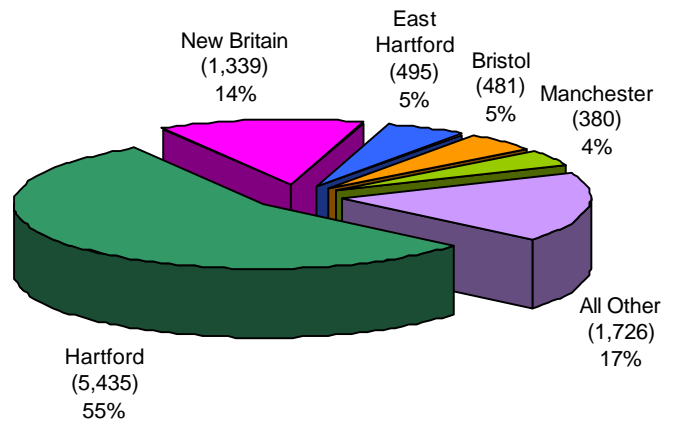 New Britain
(1,339)
14%
East
Hartford
(495)
5%
Bristol
(481)
5%
Manchester
(380)
4%
All Other
(1,726)
17%
Hartford
(5,435)
55%